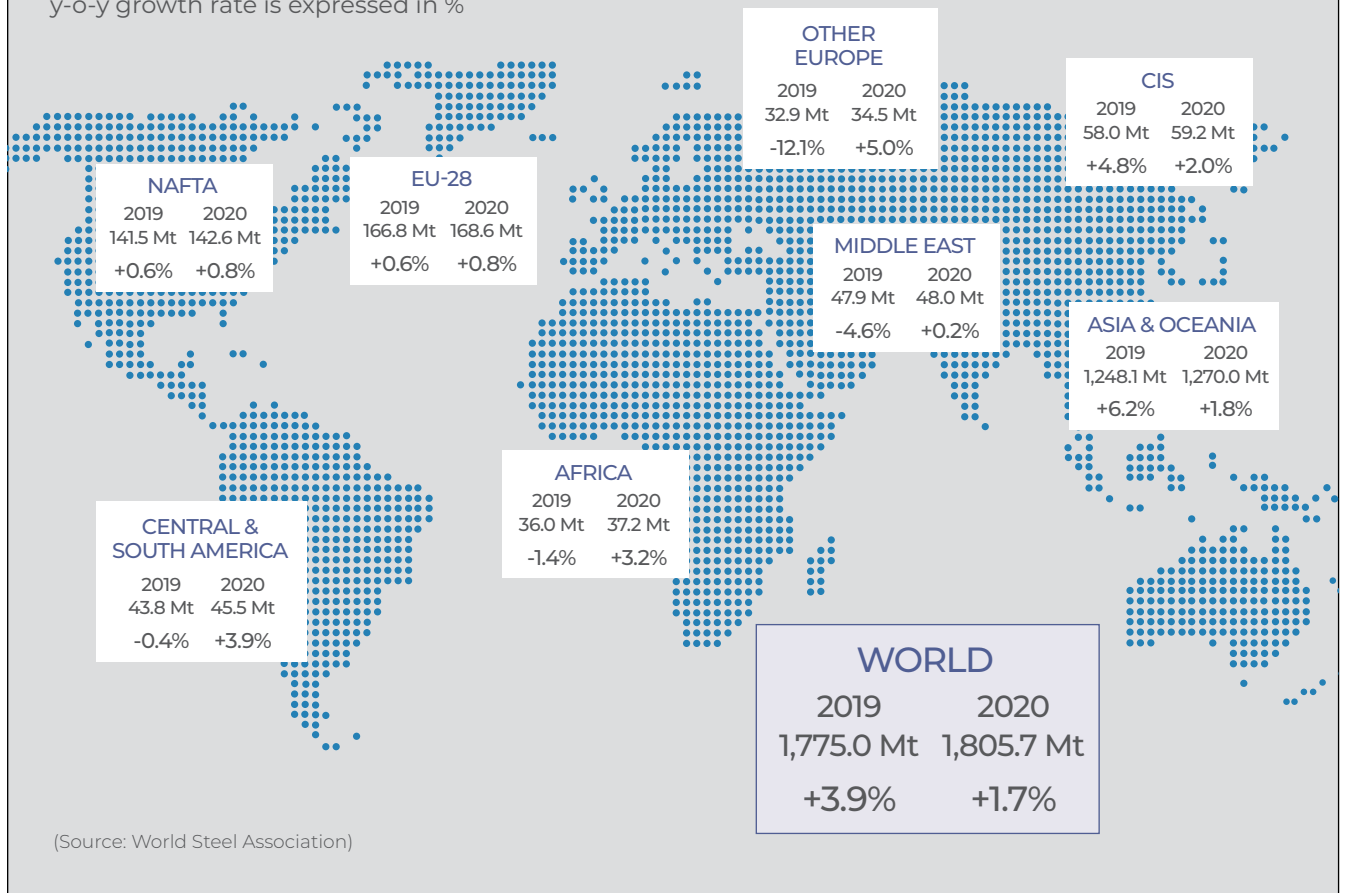 y-o-y growth rate is expressed in %
OTHER
EUROPE
2019 2020
32.9 Mt 34.5 Mt
-12.1% +5.0%
CIS
2019 2020
58.0 Mt 59.2 Mt
+4.8% +2.0%
NAFTA
2019 2020
141.5 Mt 142.6 Mt
+0.6% +0.8%
EU-28
2019 2020
166.8 Mt 168.6 Mt
+0.6% +0.8%
MIDDLE EAST
2019 2020
47.9 Mt 48.0 Mt
-4.6% +0.2%
ASIA & OCEANIA
2019 2020
1,248.1 Mt 1,270.0 Mt
+6.2% +1.8%
AFRICA
2019 2020
36.0 Mt 37.2 Mt
-1.4% +3.2%
CENTRAL &
SOUTH AMERICA
2019 2020
43.8 Mt 45.5 Mt
-0.4% +3.9%
WORLD
2019 2020
1,775.0 Mt 1,805.7 Mt
+3.9% +1.7%
(Source: World Steel Association)